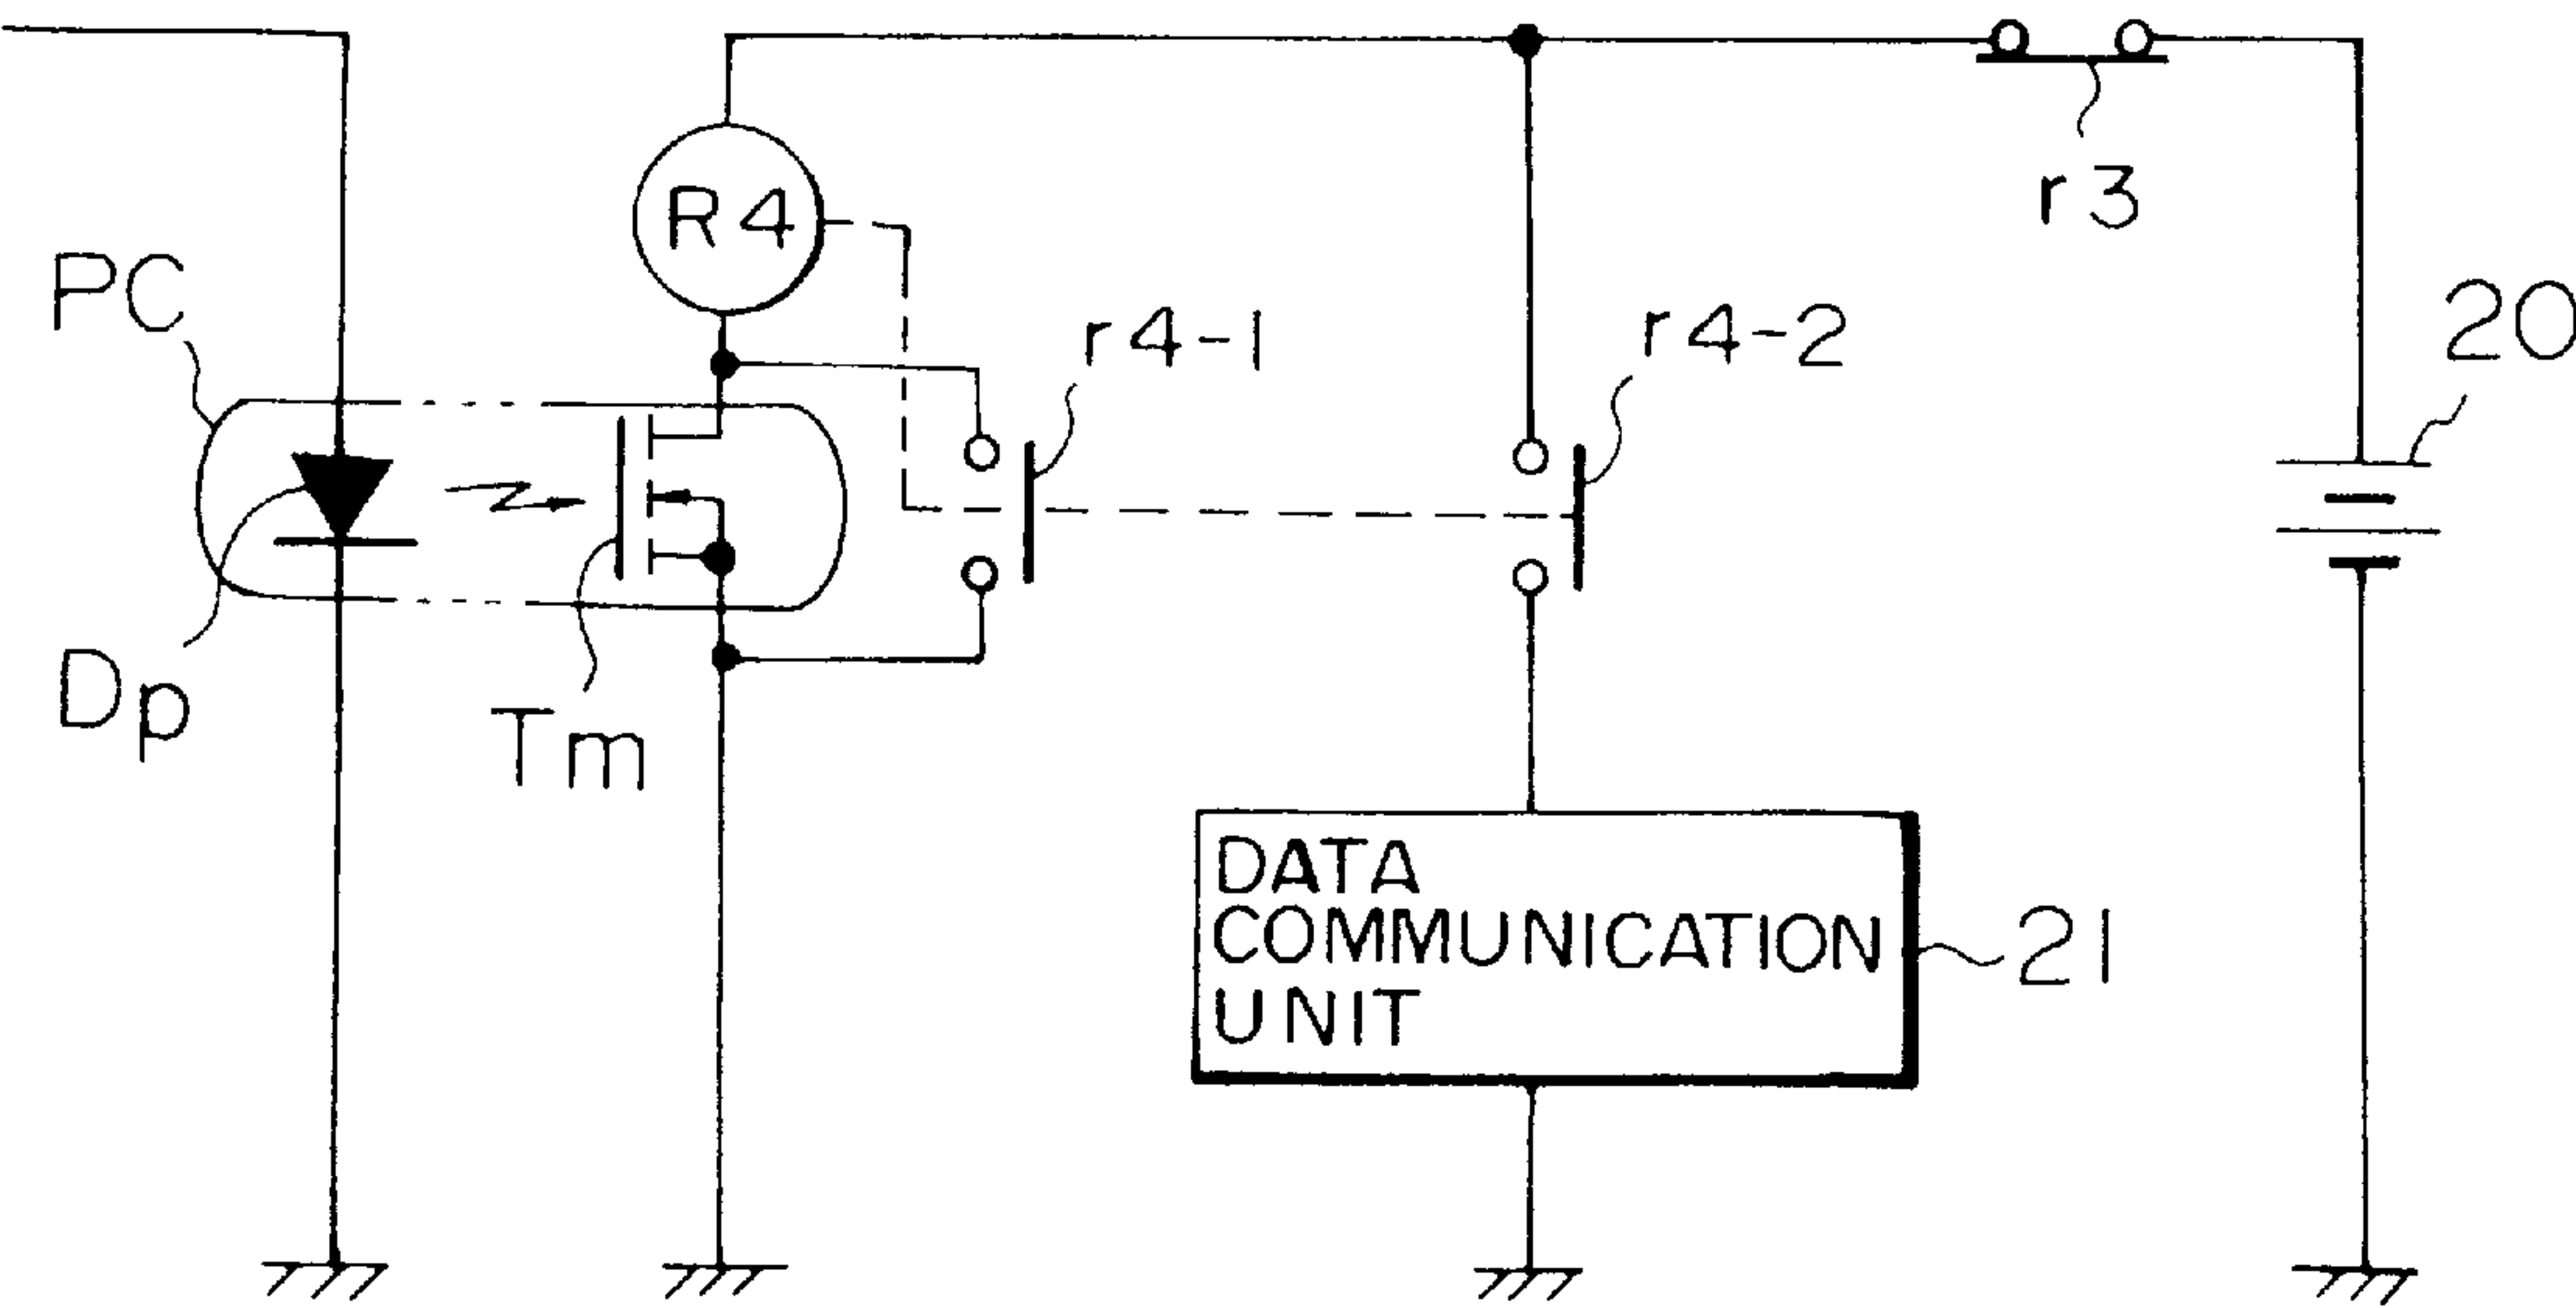 R4
r3
PC
r4-1
r4-2
20
Dp
Tm
DATA
COMMUNICATION
UNIT
21